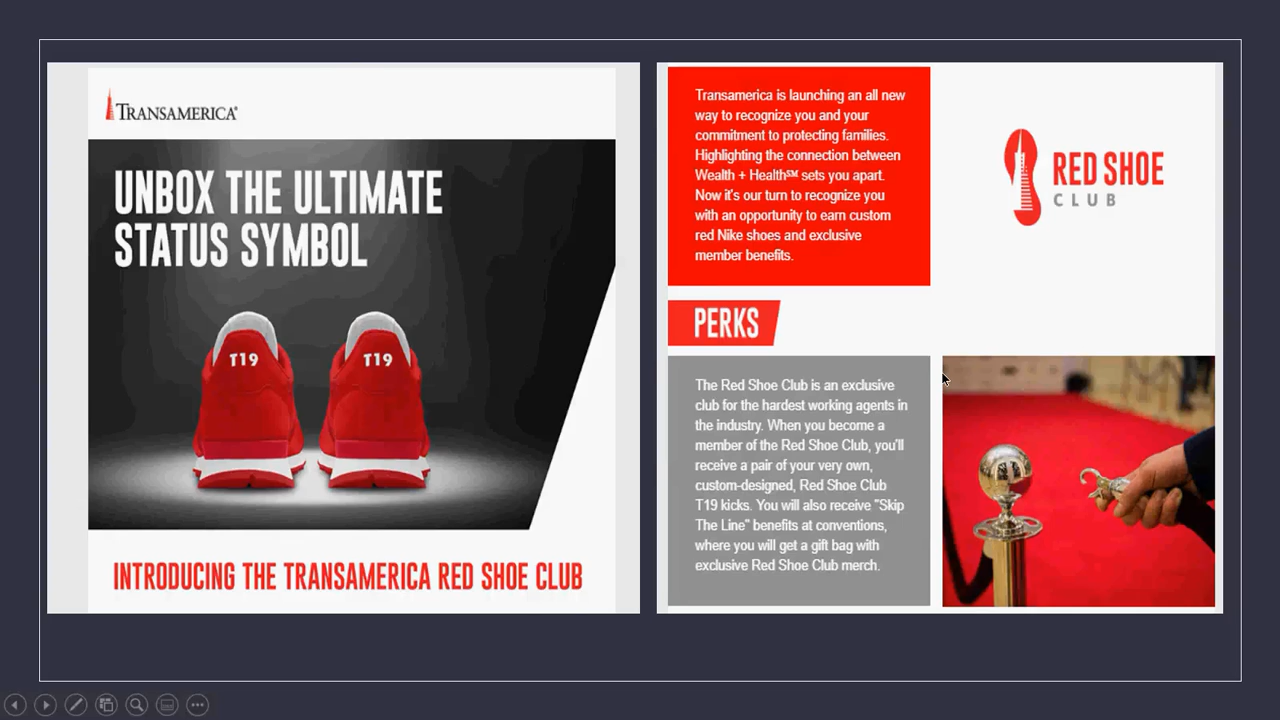 TRANSAMERICA®
UNBOX THE ULTIMATE
STATUS SYMBOL
T19
T19
INTRODUCING THE TRANSAMERICA RED SHOE CLUB
Transamerica is launching an all new
way to recognize you and your
commitment to protecting families.
Highlighting the connection between
Wealth + Health℠ sets you apart.
Now it's our turn to recognize you
with an opportunity to earn custom
red Nike shoes and exclusive
member benefits.
RED SHOE
CLUB
PERKS
The Red Shoe Club is an exclusive
club for the hardest working agents in
the industry. When you become a
member of the Red Shoe Club, you'll
receive a pair of your very own,
custom-designed, Red Shoe Club
T19 kicks. You will also receive "Skip
The Line" benefits at conventions,
where you will get a gift bag with
exclusive Red Shoe Club merch.